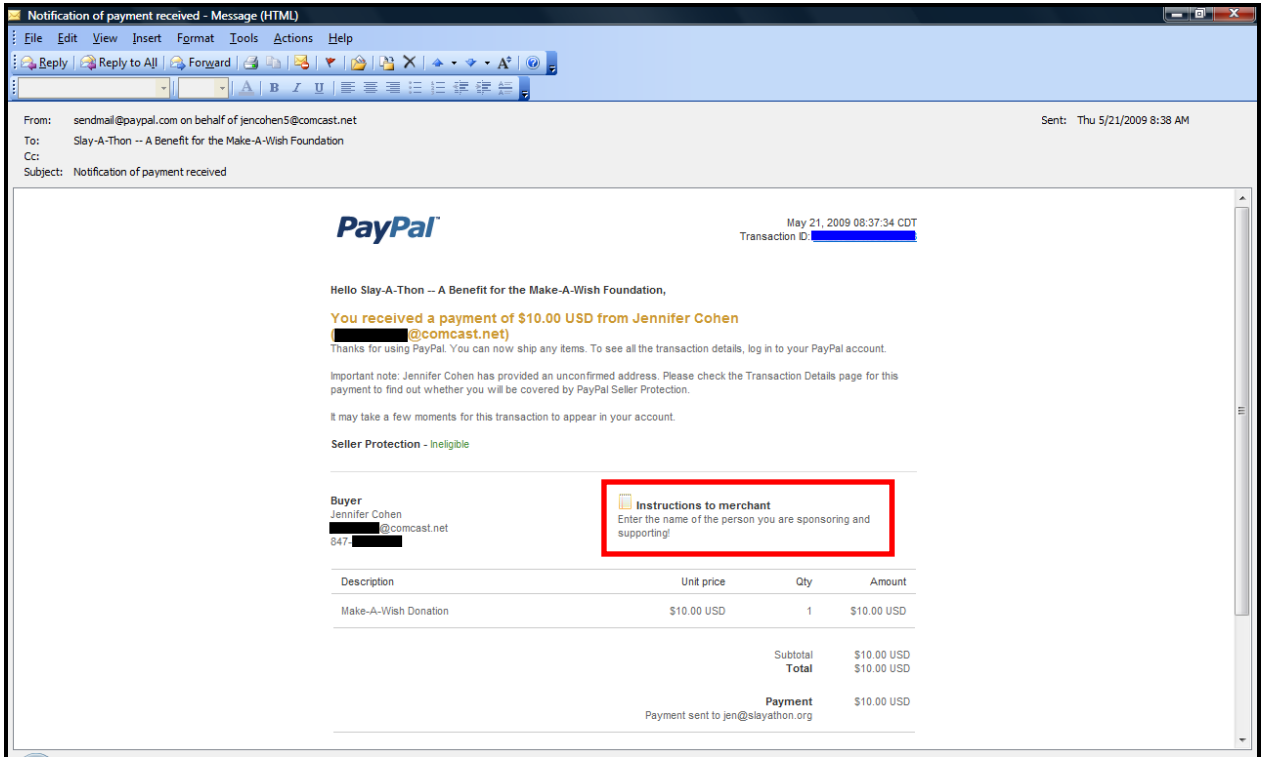 Notification of payment received - Message (HTML)
File Edit View Insert Format Tools Actions Help
Reply Reply to All Forward
From: sendmail@paypal.com on behalf of jencohen5@comcast.net Sent: Thu 5/21/2009 8:38 AM
To: Slay-A-Thon -- A Benefit for the Make-A-Wish Foundation
Cc:
Subject: Notification of payment received
PayPal™ May 21, 2009 08:37:34 CDT
Transaction ID:
Hello Slay-A-Thon -- A Benefit for the Make-A-Wish Foundation,
You received a payment of $10.00 USD from Jennifer Cohen
( @comcast.net)
Thanks for using PayPal. You can now ship any items. To see all the transaction details, log in to your PayPal account.
Important note: Jennifer Cohen has provided an unconfirmed address. Please check the Transaction Details page for this
payment to find out whether you will be covered by PayPal Seller Protection.
It may take a few moments for this transaction to appear in your account.
Seller Protection - Ineligible
Buyer
Jennifer Cohen
@comcast.net
847-
Instructions to merchant
Enter the name of the person you are sponsoring and
supporting!
Description Unit price Qty Amount
Make-A-Wish Donation $10.00 USD 1 $10.00 USD
Subtotal $10.00 USD
Total $10.00 USD
Payment $10.00 USD
Payment sent to jen@slayathon.org